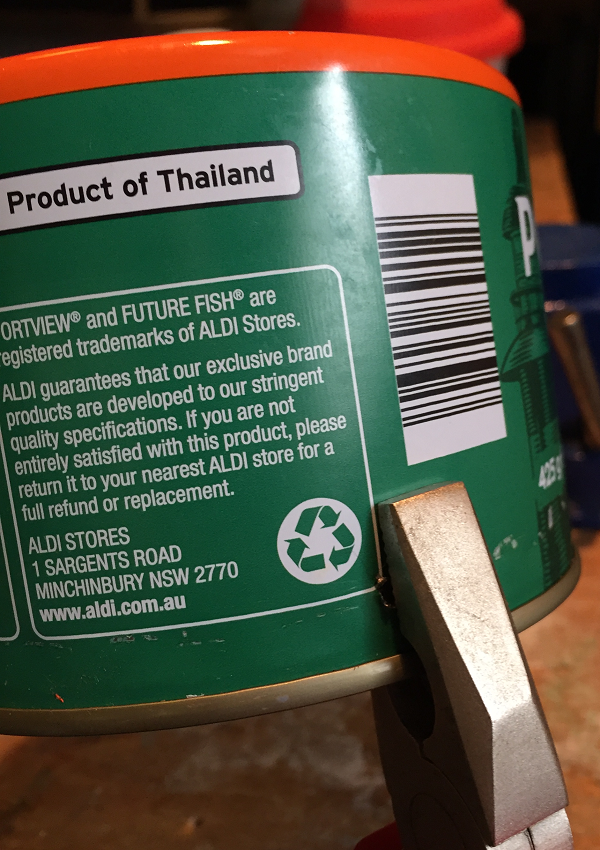 Product of Thailand
ORTVIEW® and FUTURE FISH® are
registered trademarks of ALDI Stores.
ALDI guarantees that our exclusive brand
products are developed to our stringent
quality specifications. If you are not
entirely satisfied with this product, please
return it to your nearest ALDI store for a
full refund or replacement.
ALDI STORES
1 SARGENTS ROAD
MINCHINBURY NSW 2770
www.aldi.com.au
P
425